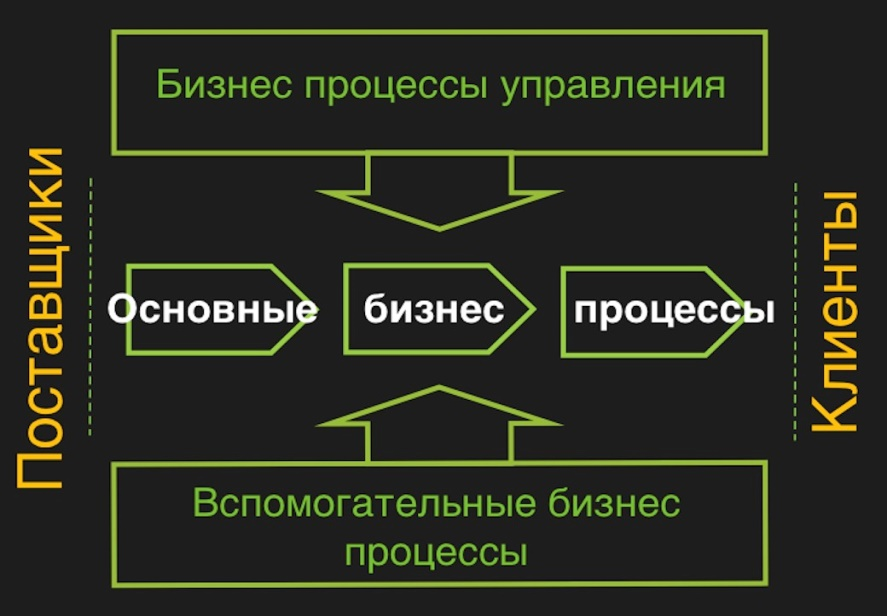 Бизнес процессы управления
Поставщики
Основные бизнес процессы
Клиенты
Вспомогательные бизнес
процессы